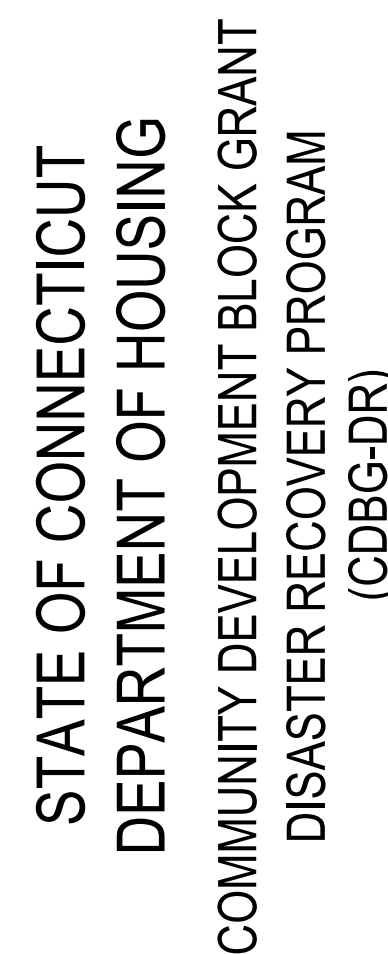 STATE OF CONNECTICUT
DEPARTMENT OF HOUSING
COMMUNITY DEVELOPMENT BLOCK GRANT
DISASTER RECOVERY PROGRAM
(CDBG-DR)